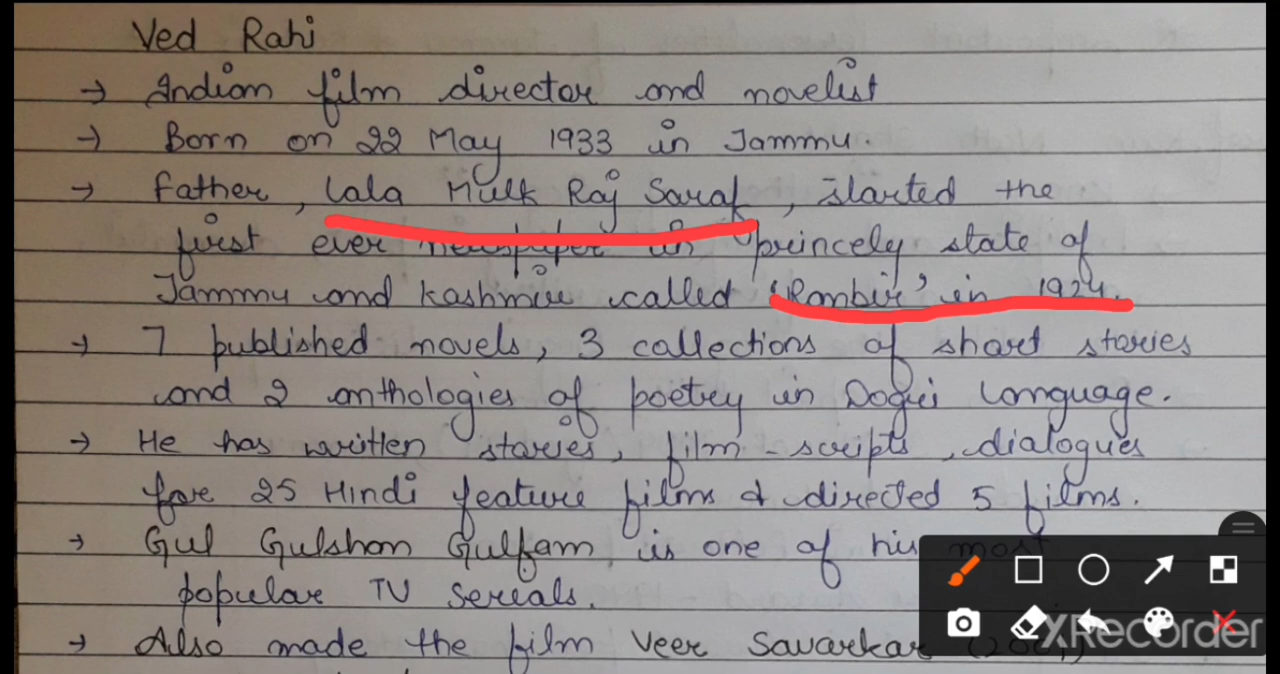 Ved Rahi
→ Indian film director and novelist
→ Born on 22 May 1933 in Jammu.
→ Father, Lala Mulk Raj Saraf, started the
first ever newspaper in princely state of
Jammu and Kashmir called 'Ranbir' in 1924.
→ 7 published novels, 3 collections of short stories
and 2 anthologies of poetry in Dogri Language.
→ He has written stories, film-scripts, dialogues
for 25 Hindi feature films & directed 5 films.
→ Gul Gulshan Gulfam is one of his most
popular TV Serials.
→ Also made the film Veer Savarkar (2001)
XRecorder